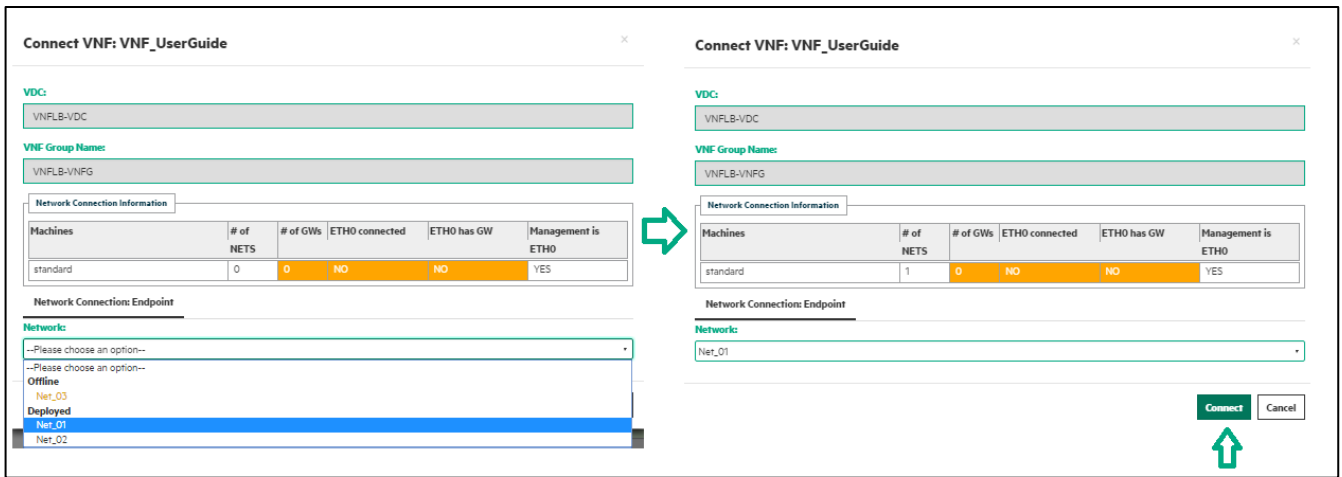 Connect VNF: VNF_UserGuide
×
VDC:
VNFLB-VDC
VNF Group Name:
VNFLB-VNFG
Network Connection Information
Machines # of NETS # of GWs ETH0 connected ETH0 has GW Management is ETH0
standard 0 0 NO NO YES
Network Connection: Endpoint
Network:
--Please choose an option--
--Please choose an option--
Offline
Net_03
Deployed
Net_01
Net_02
Connect VNF: VNF_UserGuide
×
VDC:
VNFLB-VDC
VNF Group Name:
VNFLB-VNFG
Network Connection Information
Machines # of NETS # of GWs ETH0 connected ETH0 has GW Management is ETH0
standard 1 0 NO NO YES
Network Connection: Endpoint
Network:
Net_01
Connect Cancel